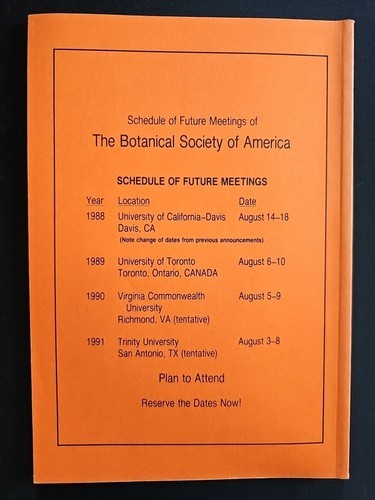 Schedule of Future Meetings of
The Botanical Society of America
SCHEDULE OF FUTURE MEETINGS
Year Location Date
1988 University of California–Davis August 14–18
Davis, CA
(Note change of dates from previous announcements)
1989 University of Toronto August 6–10
Toronto, Ontario, CANADA
1990 Virginia Commonwealth August 5–9
University
Richmond, VA (tentative)
1991 Trinity University August 3–8
San Antonio, TX (tentative)
Plan to Attend
Reserve the Dates Now!